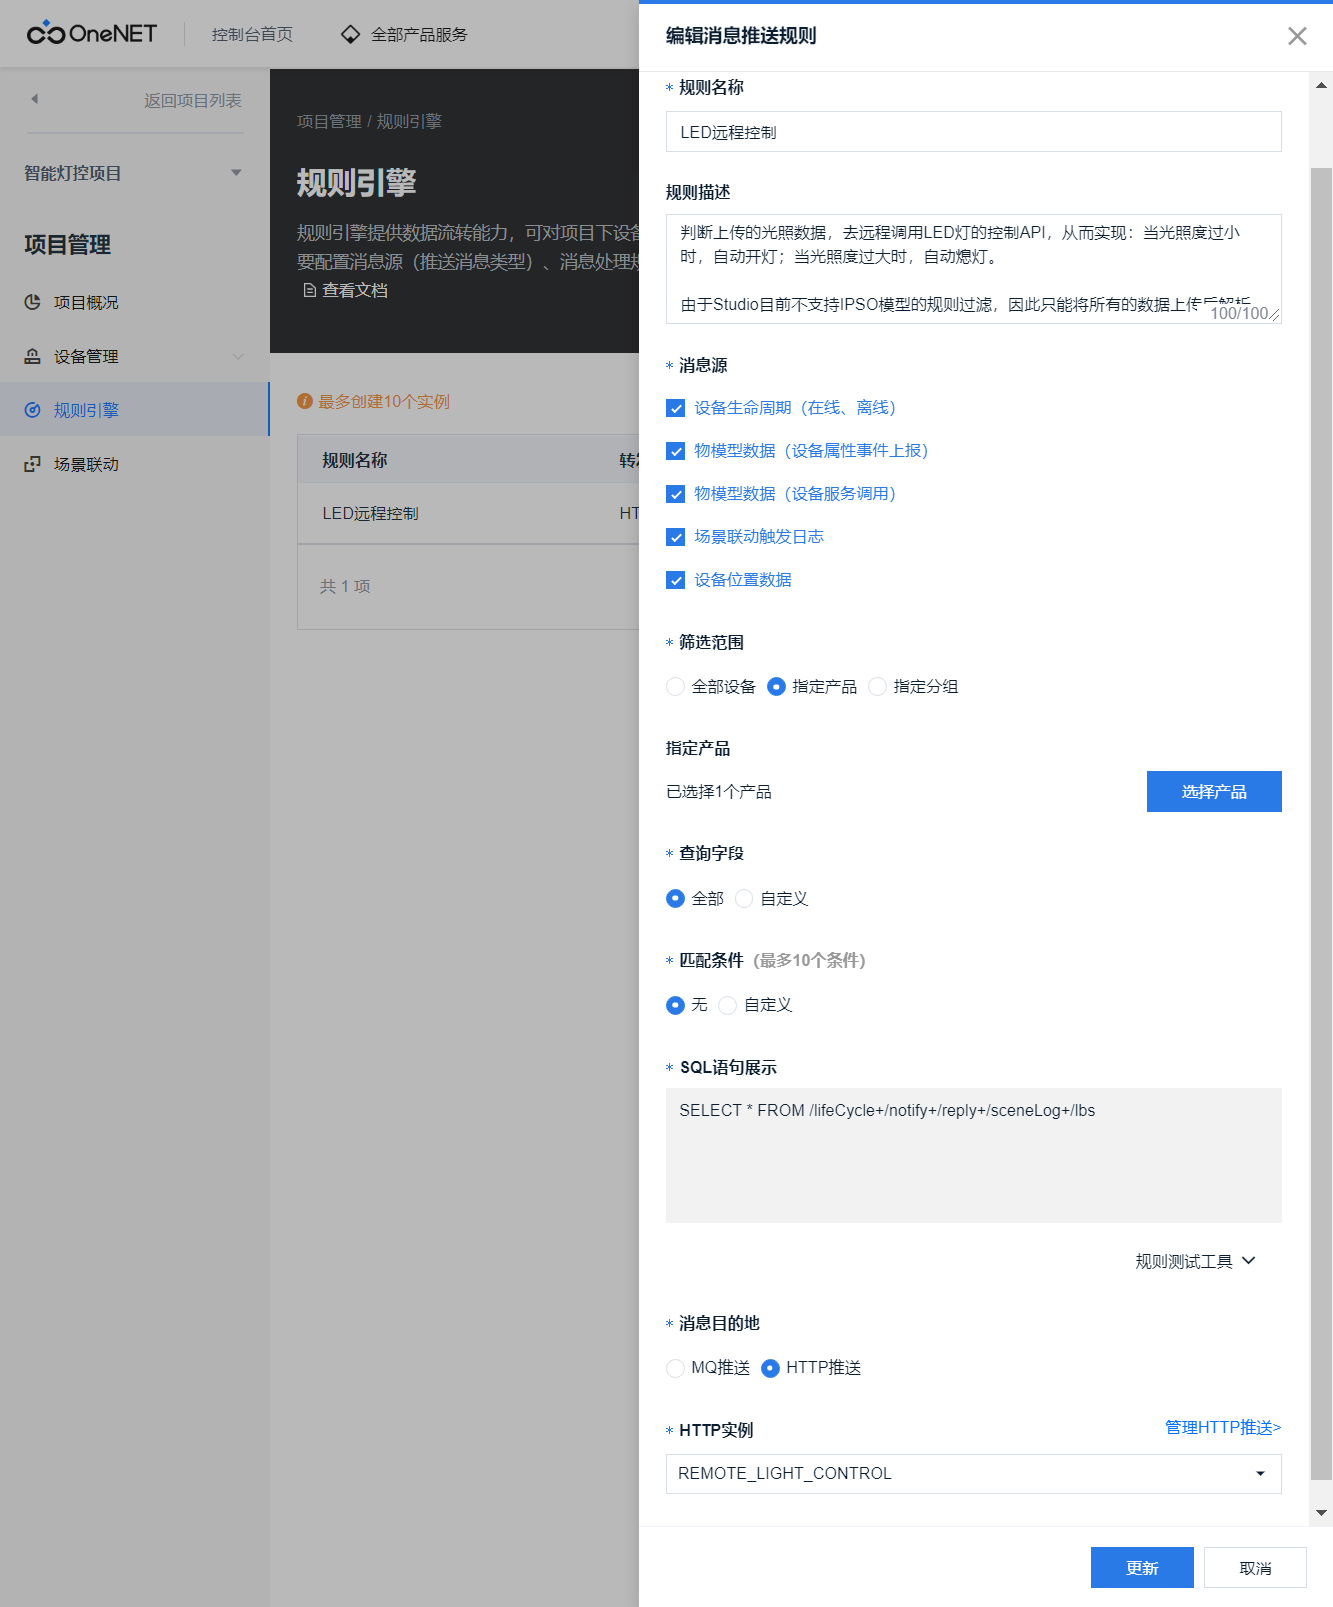 OneNET
控制台首页
全部产品服务
返回项目列表
智能灯控项目
项目管理
项目概况
设备管理
规则引擎
场景联动
项目管理 / 规则引擎
规则引擎
规则引擎提供数据流转能力，可对项目下设备
要配置消息源（推送消息类型）、消息处理规
查看文档
最多创建10个实例
规则名称
转发
LED远程控制
HT
共 1 项
编辑消息推送规则
* 规则名称
LED远程控制
规则描述
判断上传的光照数据，去远程调用LED灯的控制API，从而实现：当光照度过小
时，自动开灯；当光照度过大时，自动熄灯。
由于Studio目前不支持IPSO模型的规则过滤，因此只能将所有的数据上传后解析
100/100
* 消息源
设备生命周期（在线、离线）
物模型数据（设备属性事件上报）
物模型数据（设备服务调用）
场景联动触发日志
设备位置数据
* 筛选范围
全部设备 指定产品 指定分组
指定产品
已选择1个产品
选择产品
* 查询字段
全部 自定义
* 匹配条件（最多10个条件）
无 自定义
* SQL语句展示
SELECT * FROM /lifeCycle+/notify+/reply+/sceneLog+/lbs
规则测试工具
* 消息目的地
MQ推送 HTTP推送
* HTTP实例
管理HTTP推送>
REMOTE_LIGHT_CONTROL
更新
取消